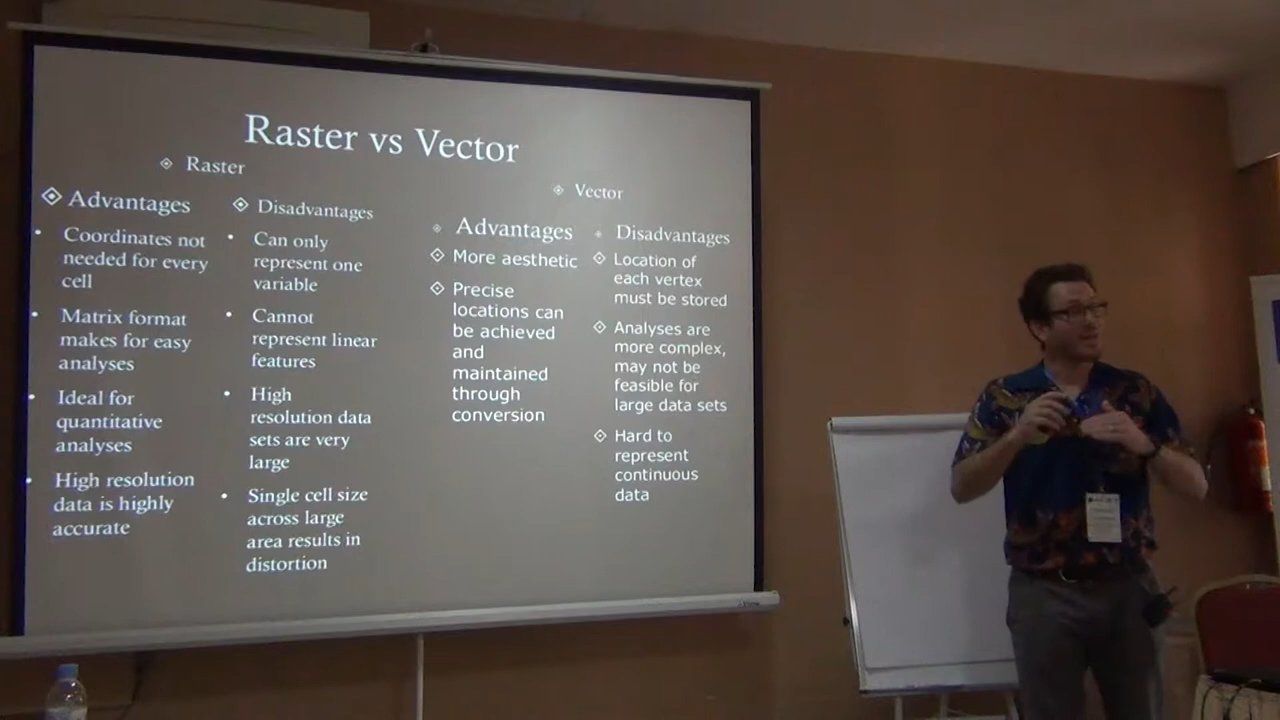 Raster vs Vector
Raster
Advantages
Coordinates not
needed for every
cell
Matrix format
makes for easy
analyses
Ideal for
quantitative
analyses
High resolution
data is highly
accurate
Disadvantages
Can only
represent one
variable
Cannot
represent linear
features
High
resolution data
sets are very
large
Single cell size
across large
area results in
distortion
Vector
Advantages
More aesthetic
Precise
locations can
be achieved
and
maintained
through
conversion
Disadvantages
Location of
each vertex
must be stored
Analyses are
more complex,
may not be
feasible for
large data sets
Hard to
represent
continuous
data